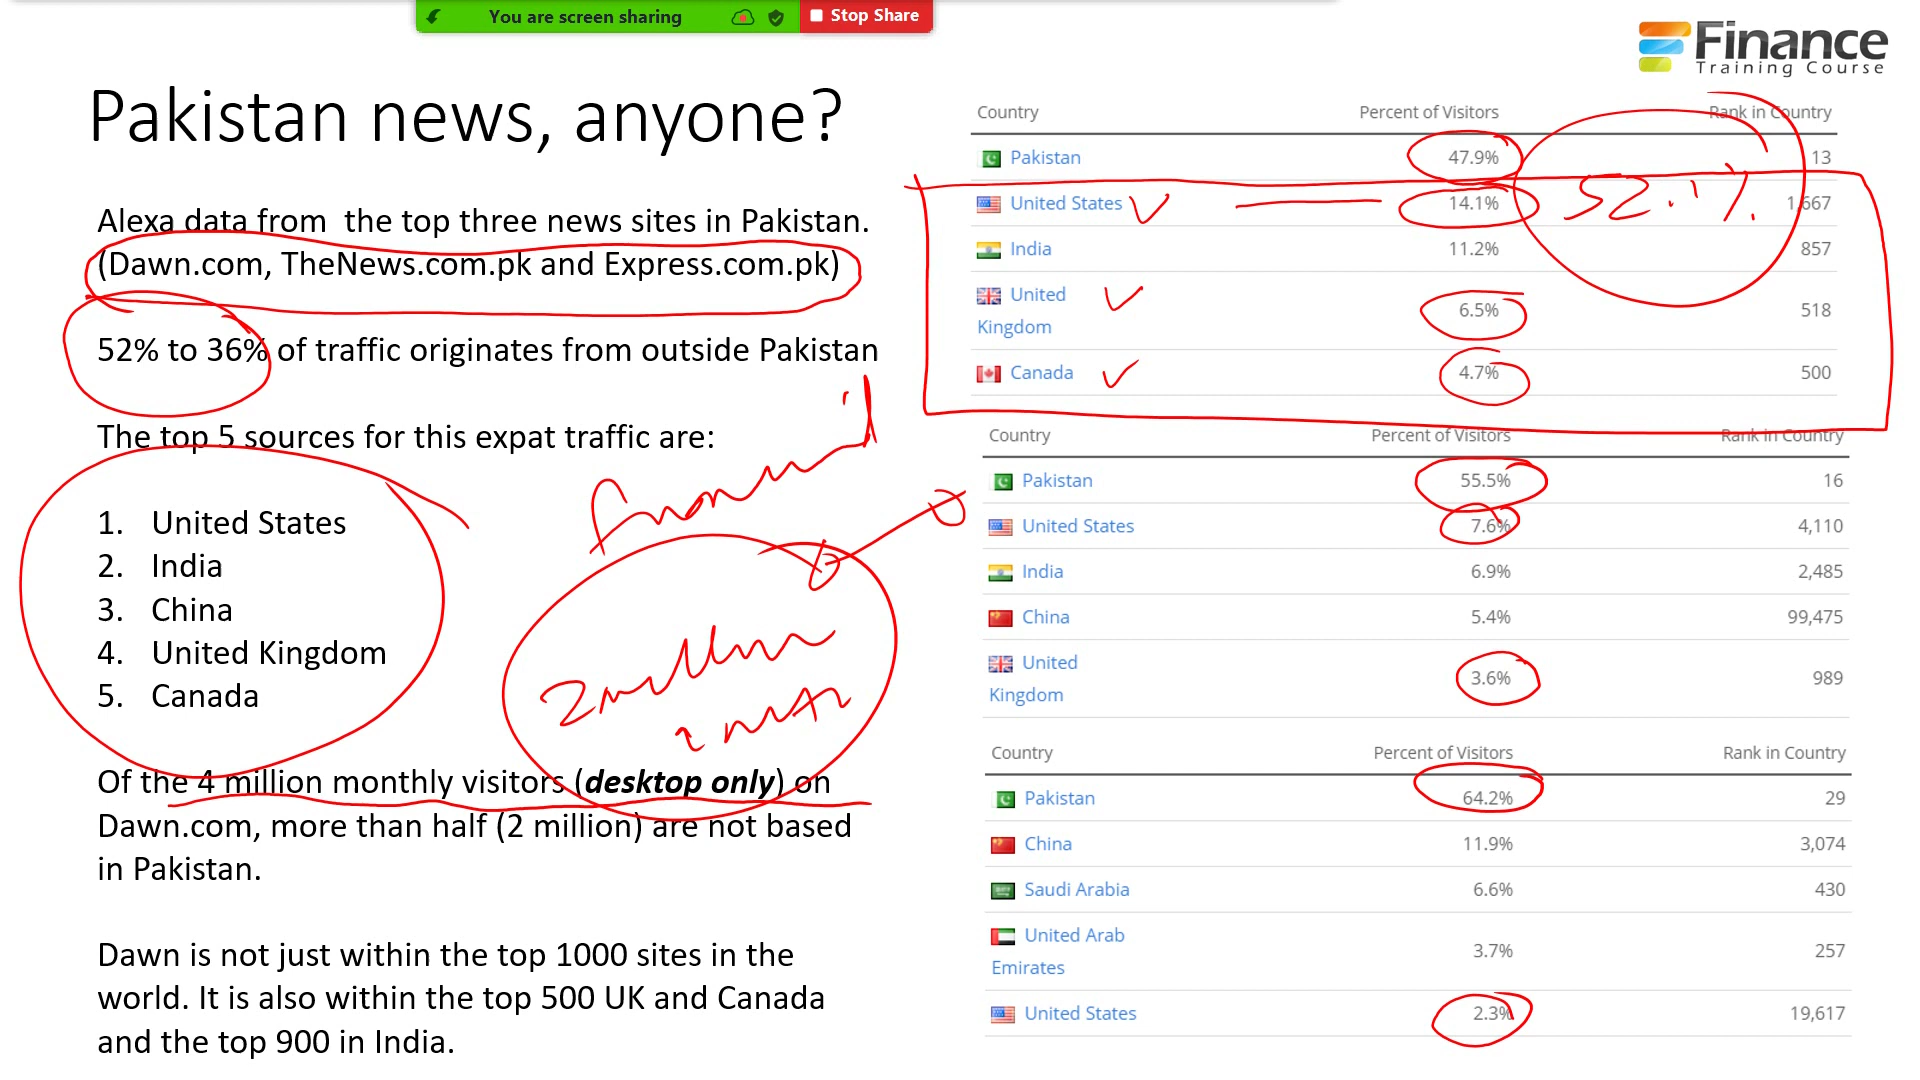 You are screen sharing
Stop Share
Finance
Training Course
Pakistan news, anyone?
Alexa data from  the top three news sites in Pakistan.
(Dawn.com, TheNews.com.pk and Express.com.pk)
52% to 36% of traffic originates from outside Pakistan
The top 5 sources for this expat traffic are:
1. United States
2. India
3. China
4. United Kingdom
5. Canada
Of the 4 million monthly visitors (desktop only) on
Dawn.com, more than half (2 million) are not based
in Pakistan.
Dawn is not just within the top 1000 sites in the
world. It is also within the top 500 UK and Canada
and the top 900 in India.
2 million
Country Percent of Visitors Rank in Country
Pakistan 47.9% 13
United States 14.1% 1,667
52.1%
India 11.2% 857
United
Kingdom 6.5% 518
Canada 4.7% 500
Country Percent of Visitors Rank in Country
Pakistan 55.5% 16
United States 7.6% 4,110
India 6.9% 2,485
China 5.4% 99,475
United
Kingdom 3.6% 989
Country Percent of Visitors Rank in Country
Pakistan 64.2% 29
China 11.9% 3,074
Saudi Arabia 6.6% 430
United Arab
Emirates 3.7% 257
United States 2.3% 19,617